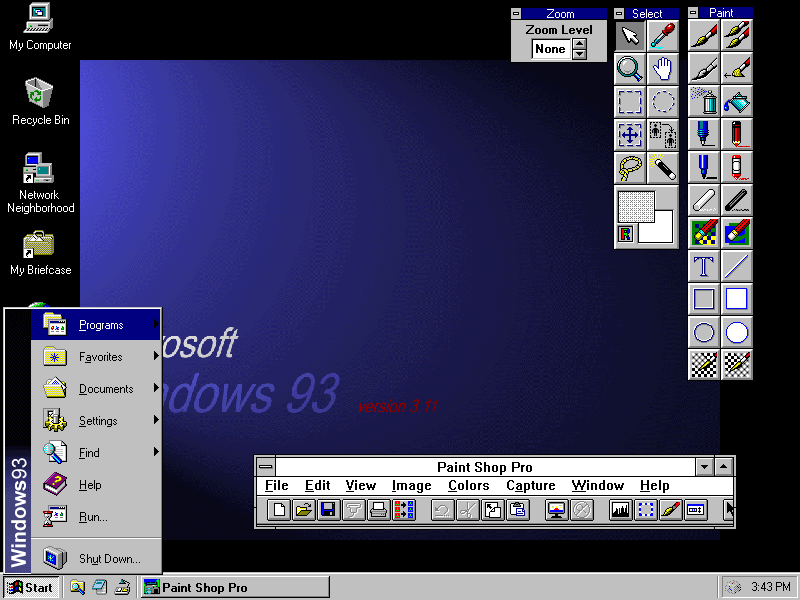 My Computer
Recycle Bin
Network
Neighborhood
My Briefcase
Zoom
Zoom Level
None
Select
R
Paint
T
rosoft
dows 93
version 3.11
Programs
Favorites
Documents
Settings
Find
Help
Run...
Shut Down...
Windows93
Paint Shop Pro
File Edit View Image Colors Capture Window Help
Start
Paint Shop Pro
3:43 PM